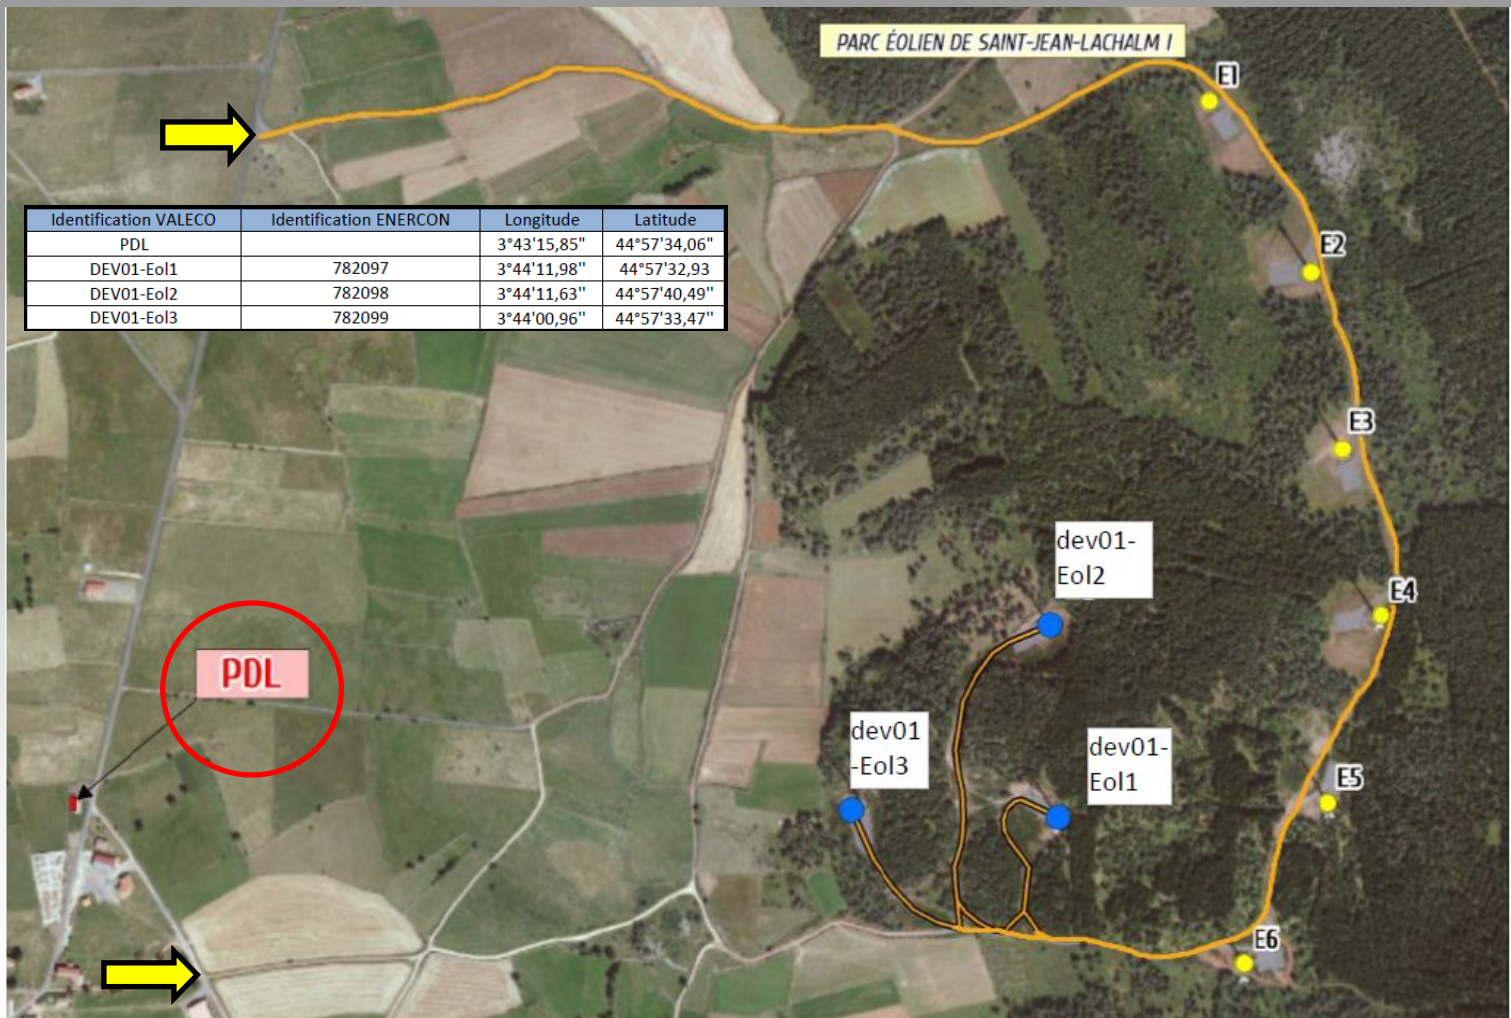 PARC ÉOLIEN DE SAINT-JEAN-LACHALM I
E1
Identification VALECO Identification ENERCON Longitude Latitude
PDL 3°43'15,85" 44°57'34,06"
DEV01-Eol1 782097 3°44'11,98'' 44°57'32,93
DEV01-Eol2 782098 3°44'11,63'' 44°57'40,49''
DEV01-Eol3 782099 3°44'00,96'' 44°57'33,47''
E2
E3
dev01-
Eol2
E4
PDL
dev01
-Eol3
dev01-
Eol1
E5
E6